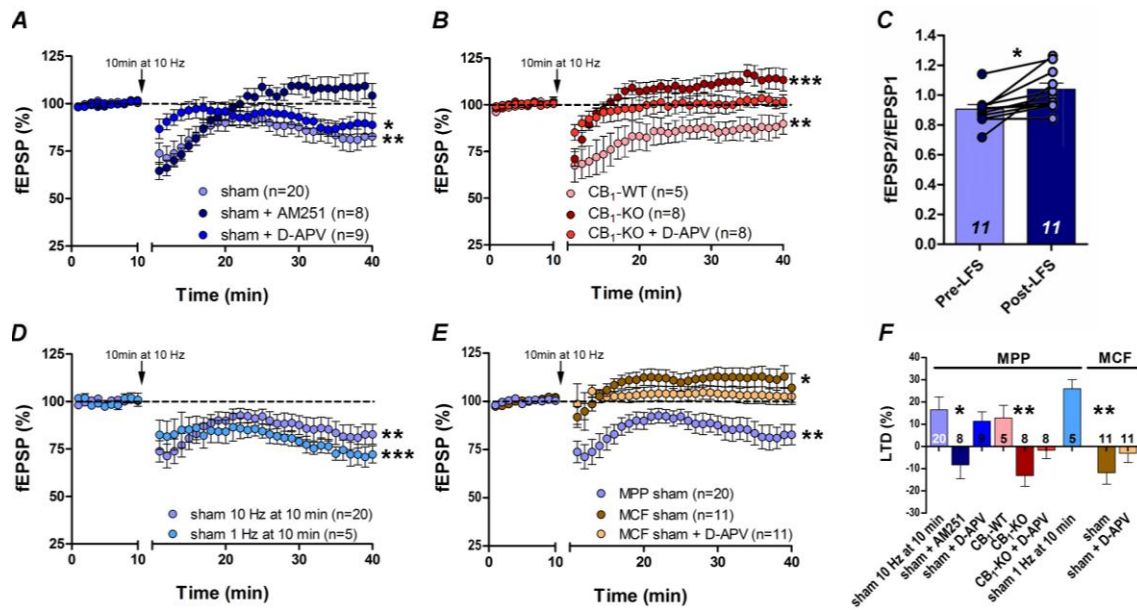 A
10min at 10 Hz
fEPSP (%)
125
100
75
50
25
0 10 20 30 40
Time (min)
sham (n=20)
sham + AM251 (n=8)
sham + D-APV (n=9)
*
**
B
10min at 10 Hz
fEPSP (%)
125
100
75
50
25
0 10 20 30 40
Time (min)
CB1-WT (n=5)
CB1-KO (n=8)
CB1-KO + D-APV (n=8)
***
**
C
fEPSP2/fEPSP1
1.4
1.2
1.0
0.8
0.6
0.4
0.2
0.0
*
11 11
Pre-LFS Post-LFS
D
10min at 10 Hz
fEPSP (%)
125
100
75
50
25
0 10 20 30 40
Time (min)
sham 10 Hz at 10 min (n=20)
sham 1 Hz at 10 min (n=5)
**
***
E
10min at 10 Hz
fEPSP (%)
125
100
75
50
25
0 10 20 30 40
Time (min)
MPP sham (n=20)
MCF sham (n=11)
MCF sham + D-APV (n=11)
*
**
F
MPP MCF
LTD (%)
40
30
20
10
0
-10
-20
-30
* ** **
20 8 9 5 8 8 5 11 11
sham 10 Hz at 10 min
sham + AM251
sham + D-APV
CB1-WT
CB1-KO
CB1-KO + D-APV
sham 1 Hz at 10 min
sham
sham + D-APV